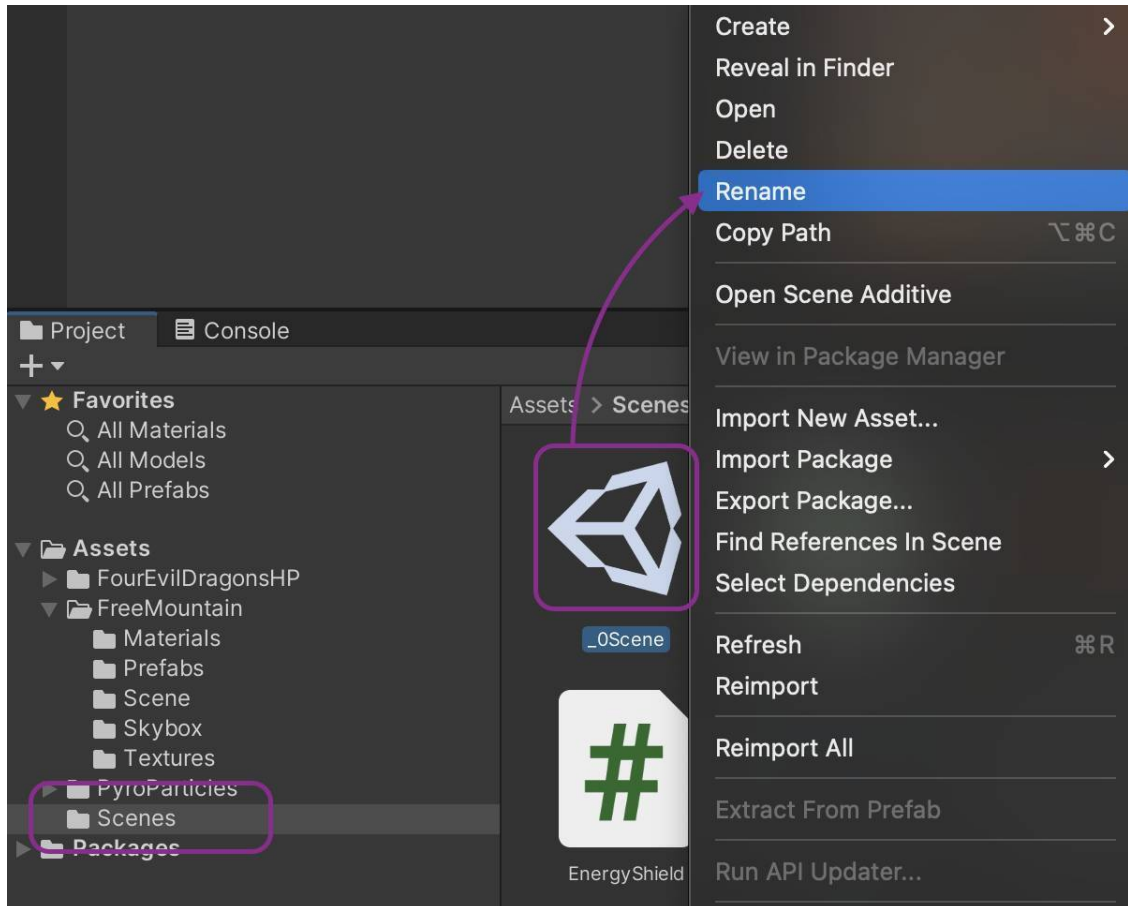 Create
Reveal in Finder
Open
Delete
Rename
Copy Path ⌥⌘C
Open Scene Additive
View in Package Manager
Import New Asset...
Import Package
Export Package...
Find References In Scene
Select Dependencies
Refresh ⌘R
Reimport
Reimport All
Extract From Prefab
Run API Updater...
Project Console
Favorites
All Materials
All Models
All Prefabs
Assets
FourEvilDragonsHP
FreeMountain
Materials
Prefabs
Scene
Skybox
Textures
PyroParticles
Scenes
Packages
Assets > Scenes
_0Scene
#
EnergyShield